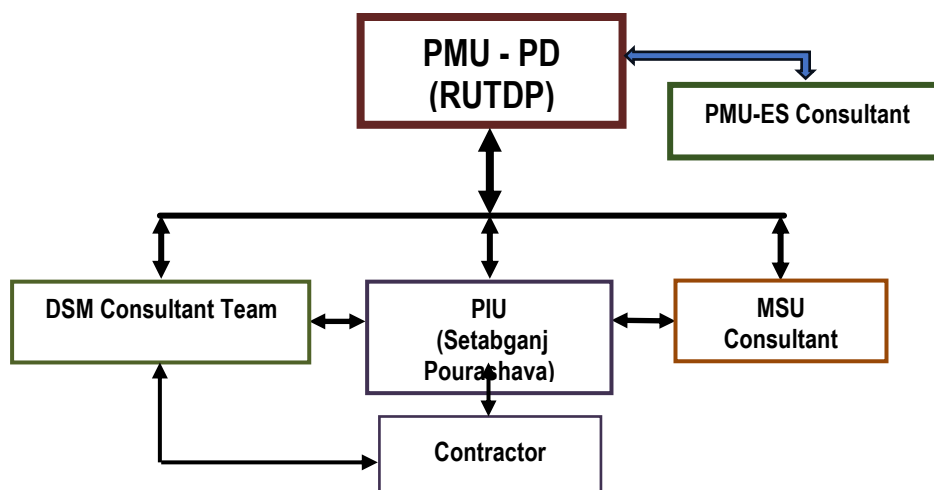 PMU - PD
(RUTDP)
PMU-ES Consultant
DSM Consultant Team
PIU
(Setabganj
Pourashava)
MSU
Consultant
Contractor